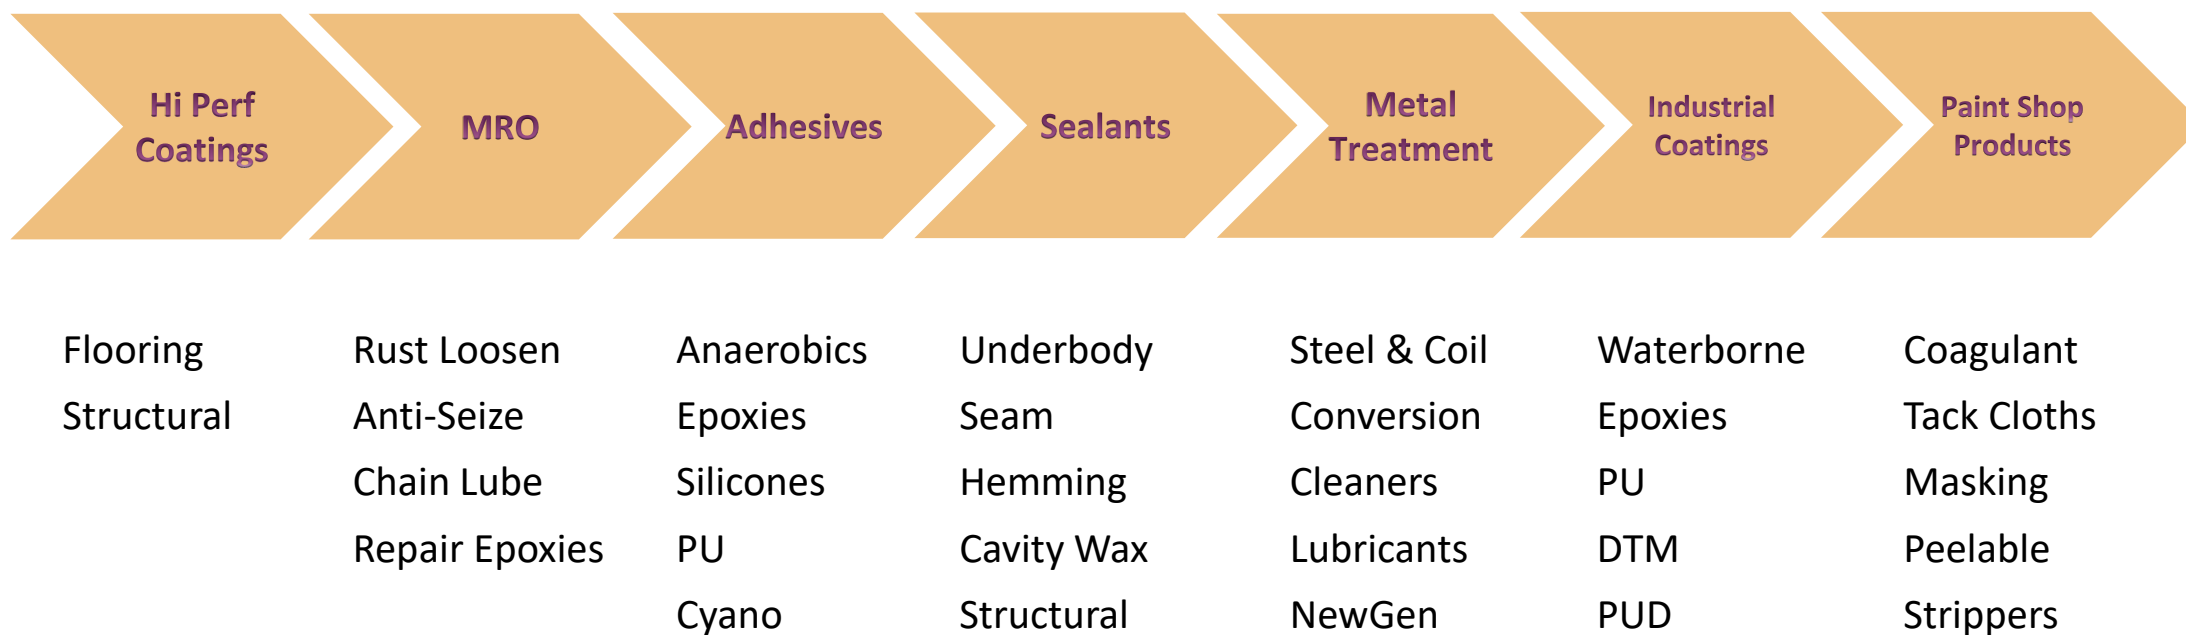 Hi Perf
Coatings
MRO
Adhesives
Sealants
Metal
Treatment
Industrial
Coatings
Paint Shop
Products
Flooring
Structural
Rust Loosen
Anti-Seize
Chain Lube
Repair Epoxies
Anaerobics
Epoxies
Silicones
PU
Cyano
Underbody
Seam
Hemming
Cavity Wax
Structural
Steel & Coil
Conversion
Cleaners
Lubricants
NewGen
Waterborne
Epoxies
PU
DTM
PUD
Coagulant
Tack Cloths
Masking
Peelable
Strippers